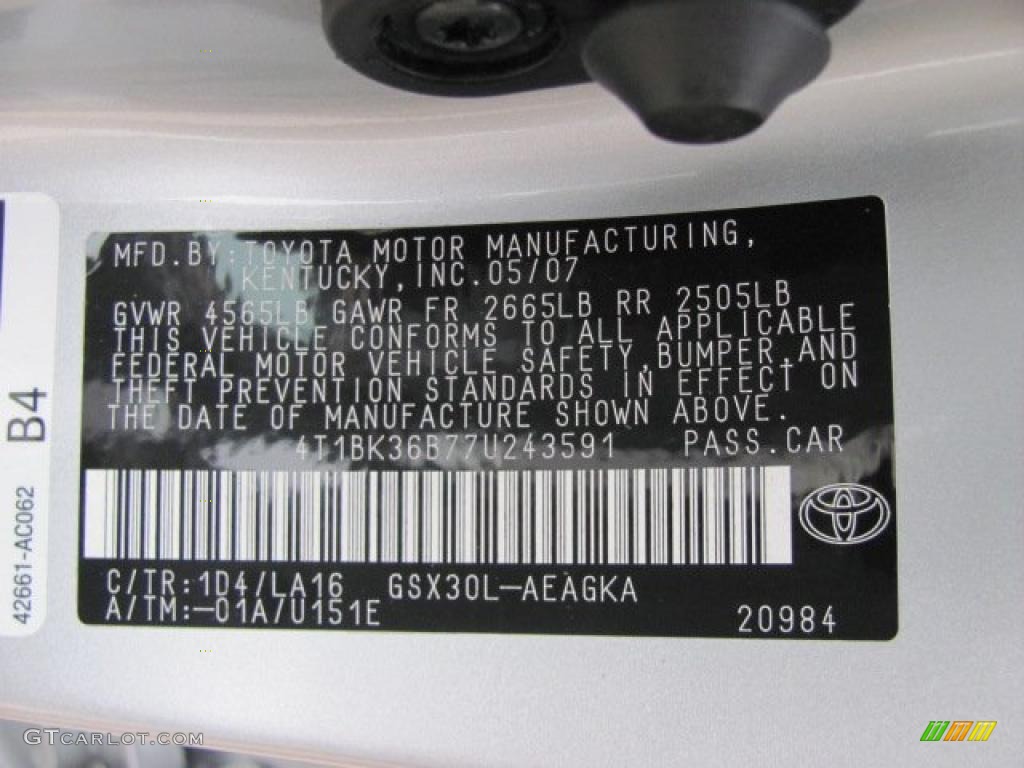 MFD.BY:TOYOTA MOTOR MANUFACTURING,
KENTUCKY,INC.05/07
GVWR 4565LB GAWR FR 2665LB RR 2505LB
THIS VEHICLE CONFORMS TO ALL APPLICABLE
FEDERAL MOTOR VEHICLE SAFETY,BUMPER,AND
THEFT PREVENTION STANDARDS IN EFFECT ON
THE DATE OF MANUFACTURE SHOWN ABOVE.
4T1BK36B77U243591 PASS.CAR
C/TR:1D4/LA16 GSX30L-AEAGKA
A/TM:-01A/U151E
20984
42661-AC062 B4
GTCARLOT.COM